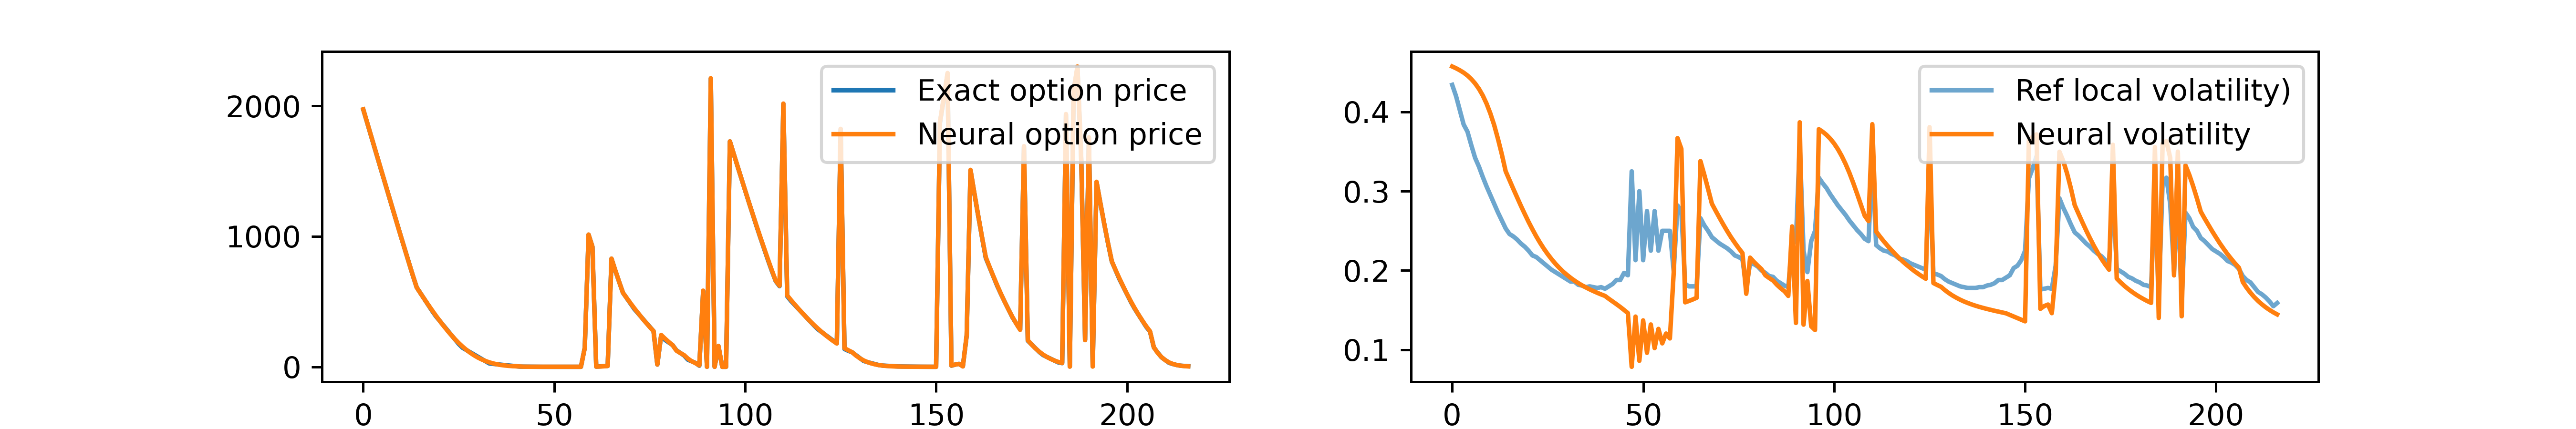 2000
1000
0
0 50 100 150 200
Exact option price
Neural option price
0.4
0.3
0.2
0.1
0 50 100 150 200
Ref local volatility)
Neural volatility